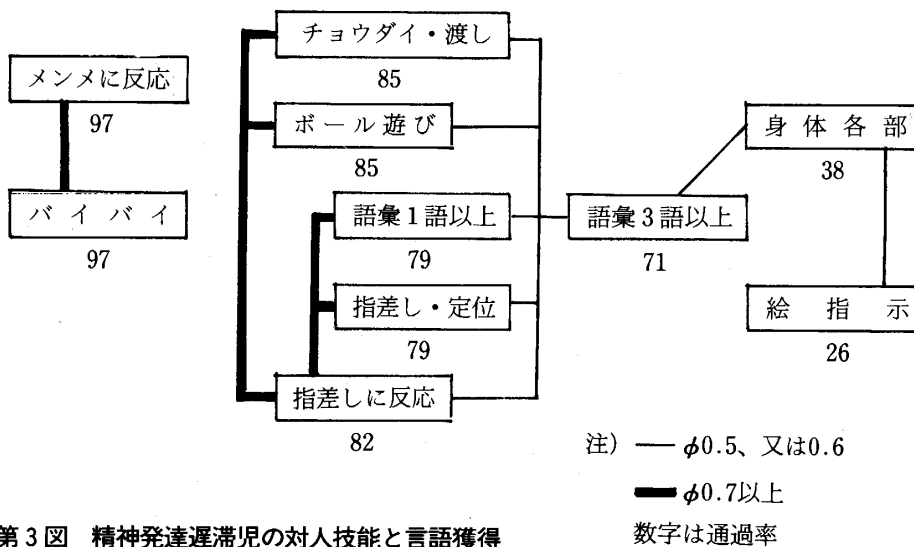 メンメに反応
97
バイバイ
97
チョウダイ・渡し
85
ボール遊び
85
語彙1語以上
79
指差し・定位
79
指差しに反応
82
語彙3語以上
71
身体各部
38
絵指示
26
注) ― φ0.5、又は0.6
━ φ0.7以上
数字は通過率
第3図 精神発達遅滞児の対人技能と言語獲得